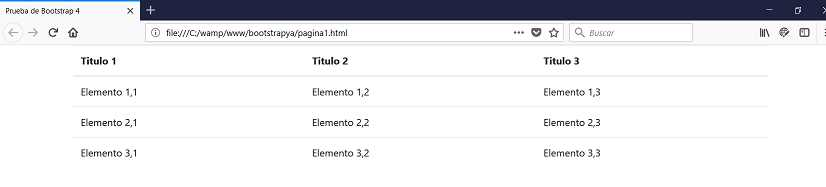 Prueba de Bootstrap 4
file:///C:/wamp/www/bootstrapya/pagina1.html
Buscar
Titulo 1 Titulo 2 Titulo 3
Elemento 1,1 Elemento 1,2 Elemento 1,3
Elemento 2,1 Elemento 2,2 Elemento 2,3
Elemento 3,1 Elemento 3,2 Elemento 3,3